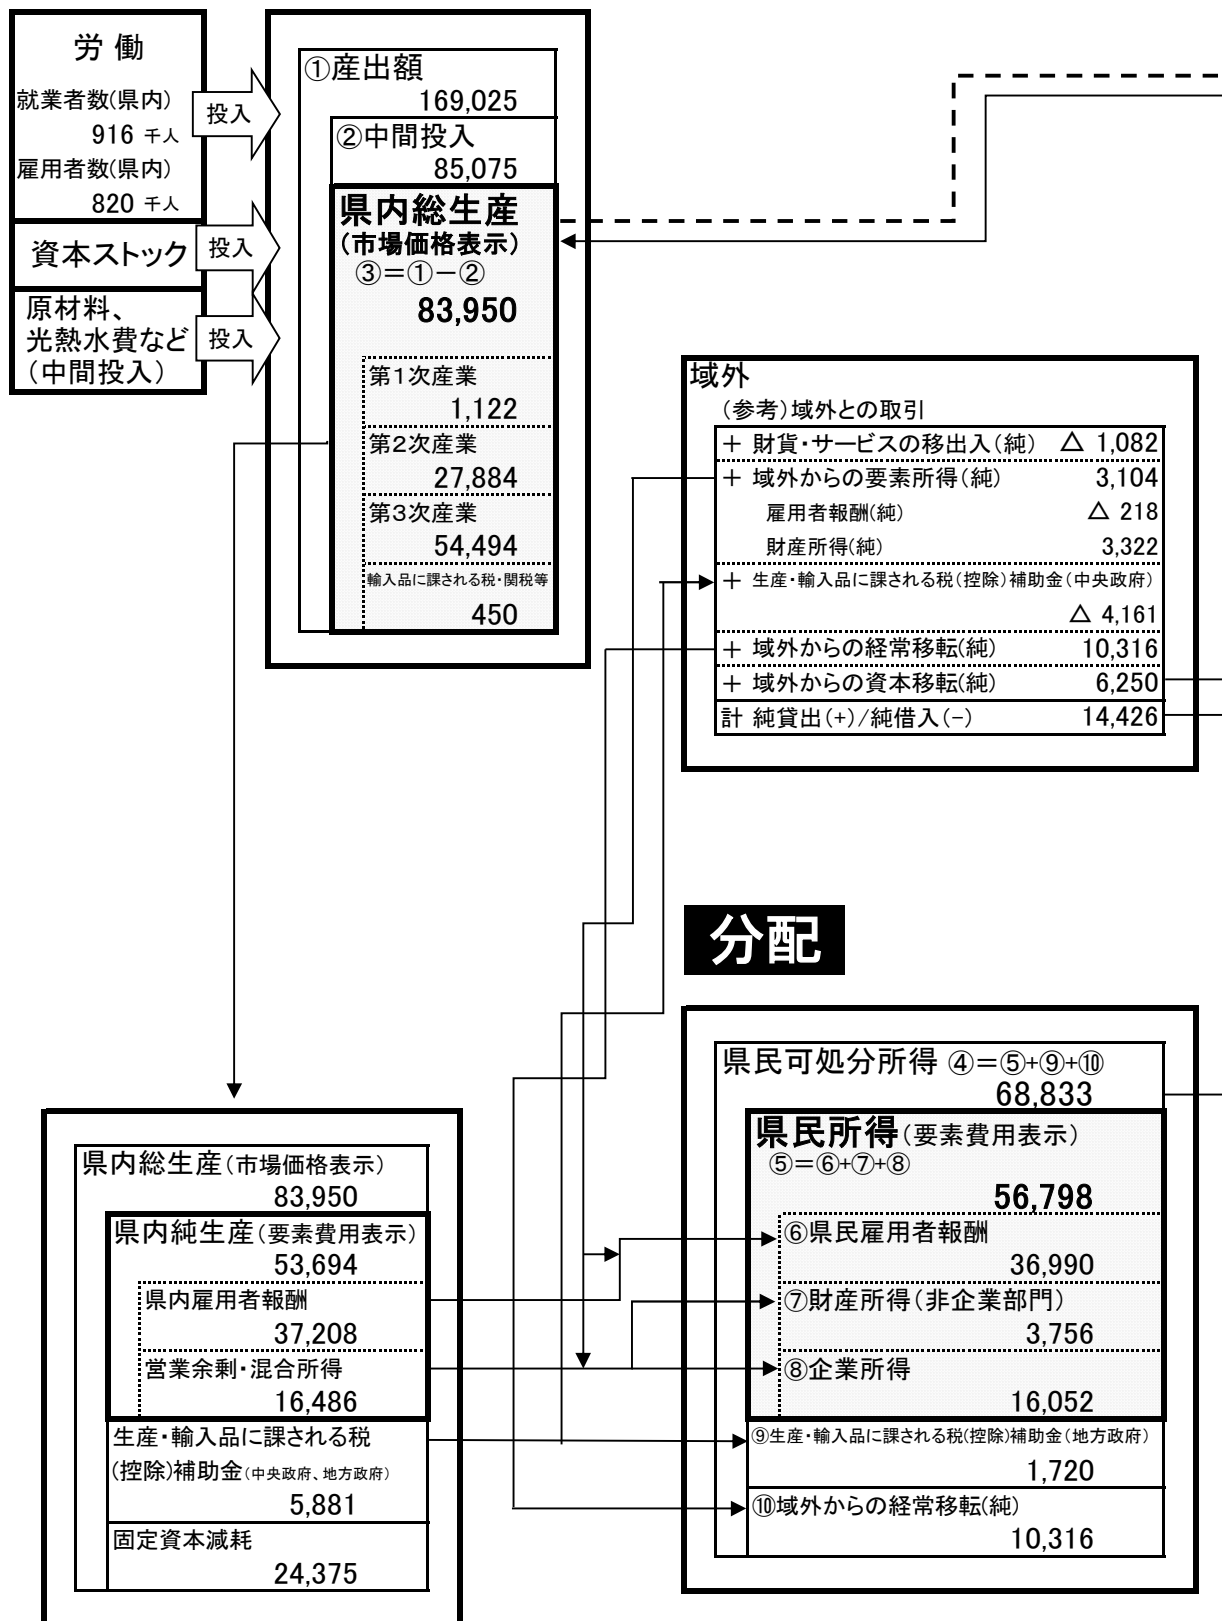 労 働
就業者数(県内)
916 千人
雇用者数(県内)
820 千人
資本ストック
原材料、
光熱水費など
(中間投入)
投入
投入
投入
①産出額
169,025
②中間投入
85,075
県内総生産
(市場価格表示)
③=①-②
83,950
第1次産業
1,122
第2次産業
27,884
第3次産業
54,494
輸入品に課される税・関税等
450
域外
(参考)域外との取引
+ 財貨・サービスの移出入(純) △ 1,082
+ 域外からの要素所得(純) 3,104
雇用者報酬(純) △ 218
財産所得(純) 3,322
+ 生産・輸入品に課される税(控除)補助金(中央政府)
△ 4,161
+ 域外からの経常移転(純) 10,316
+ 域外からの資本移転(純) 6,250
計 純貸出(+)/純借入(-) 14,426
分配
県内総生産(市場価格表示)
83,950
県内純生産(要素費用表示)
53,694
県内雇用者報酬
37,208
営業余剰・混合所得
16,486
生産・輸入品に課される税
(控除)補助金(中央政府、地方政府)
5,881
固定資本減耗
24,375
県民可処分所得 ④=⑤+⑨+⑩
68,833
県民所得(要素費用表示)
⑤=⑥+⑦+⑧
56,798
⑥県民雇用者報酬
36,990
⑦財産所得(非企業部門)
3,756
⑧企業所得
16,052
⑨生産・輸入品に課される税(控除)補助金(地方政府)
1,720
⑩域外からの経常移転(純)
10,316